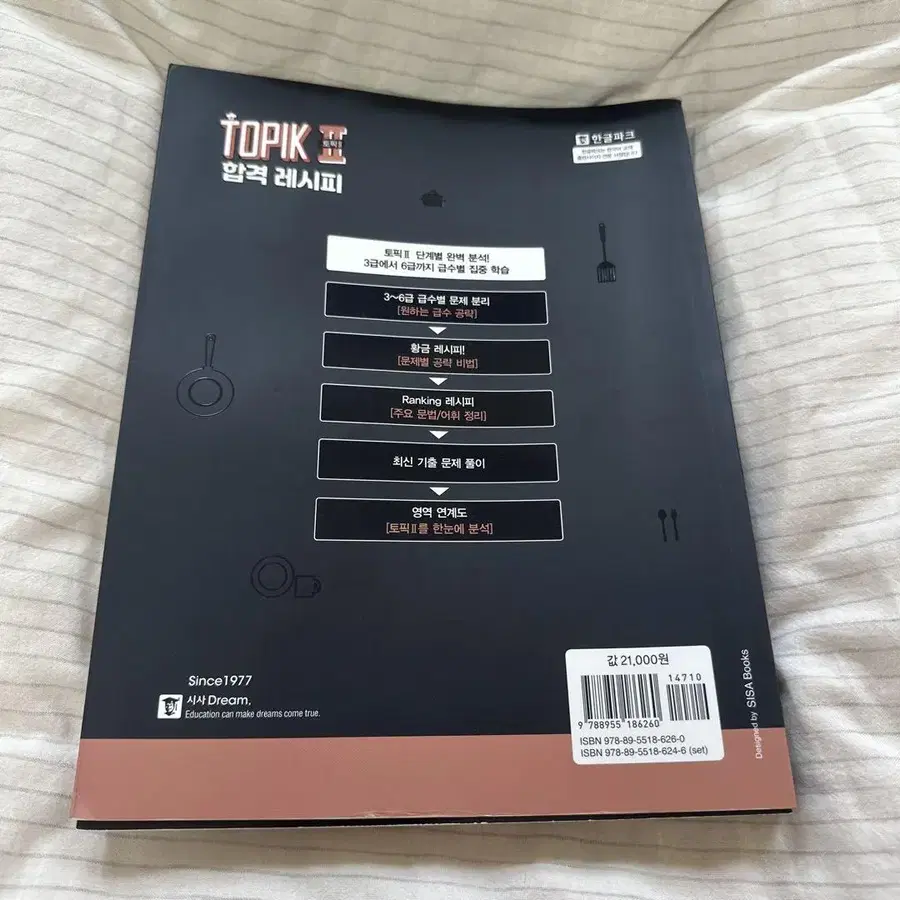 TOPIK Ⅱ
토픽Ⅱ
합격 레시피
한글파크
토픽Ⅱ 단계별 완벽 분석!
3급에서 6급까지 급수별 집중 학습
3~6급 급수별 문제 분리
[원하는 급수 공략]
황금 레시피!
[문제별 공략 비법]
Ranking 레시피
[주요 문법/어휘 정리]
최신 기출 문제 풀이
영역 연계도
[토픽Ⅱ를 한눈에 분석]
Since1977
시사 Dream,
Education can make dreams come true.
값 21,000원
14710
9 788955 186260
ISBN 978-89-5518-626-0
ISBN 978-89-5518-624-6 (set)
Designed by SISA Books